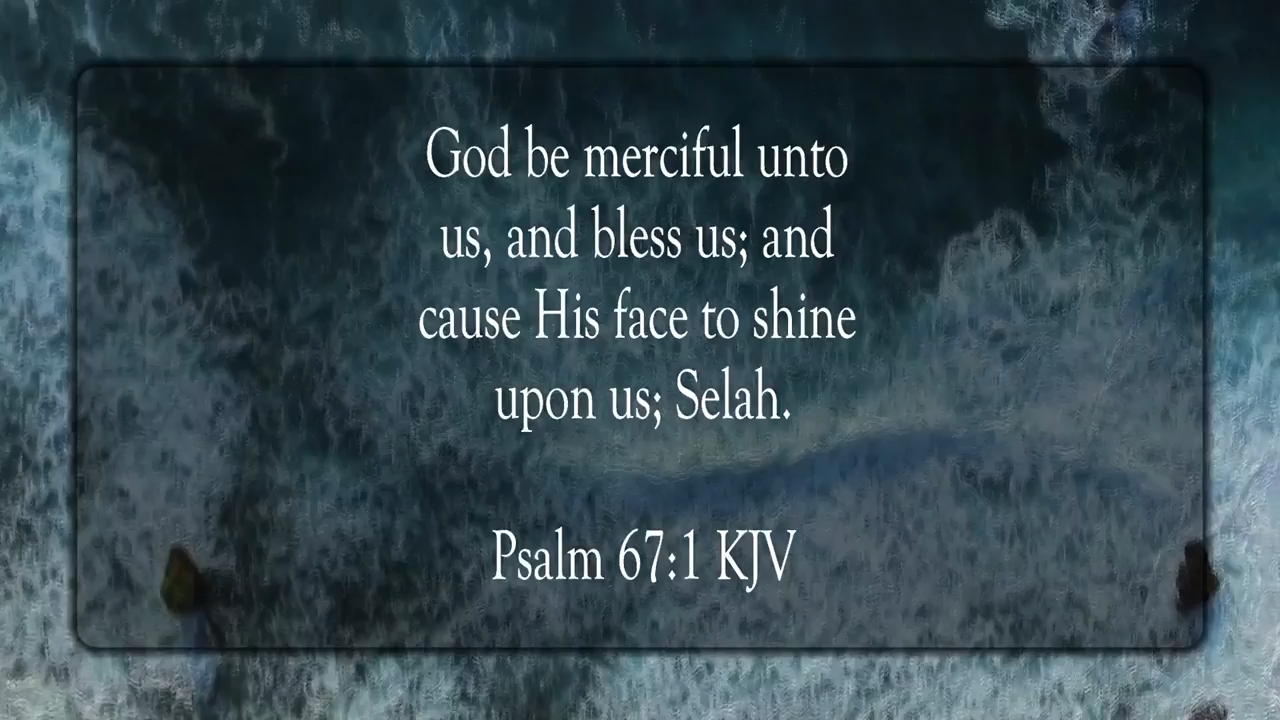 God be merciful unto
us, and bless us; and
cause His face to shine
upon us; Selah.
Psalm 67:1 KJV